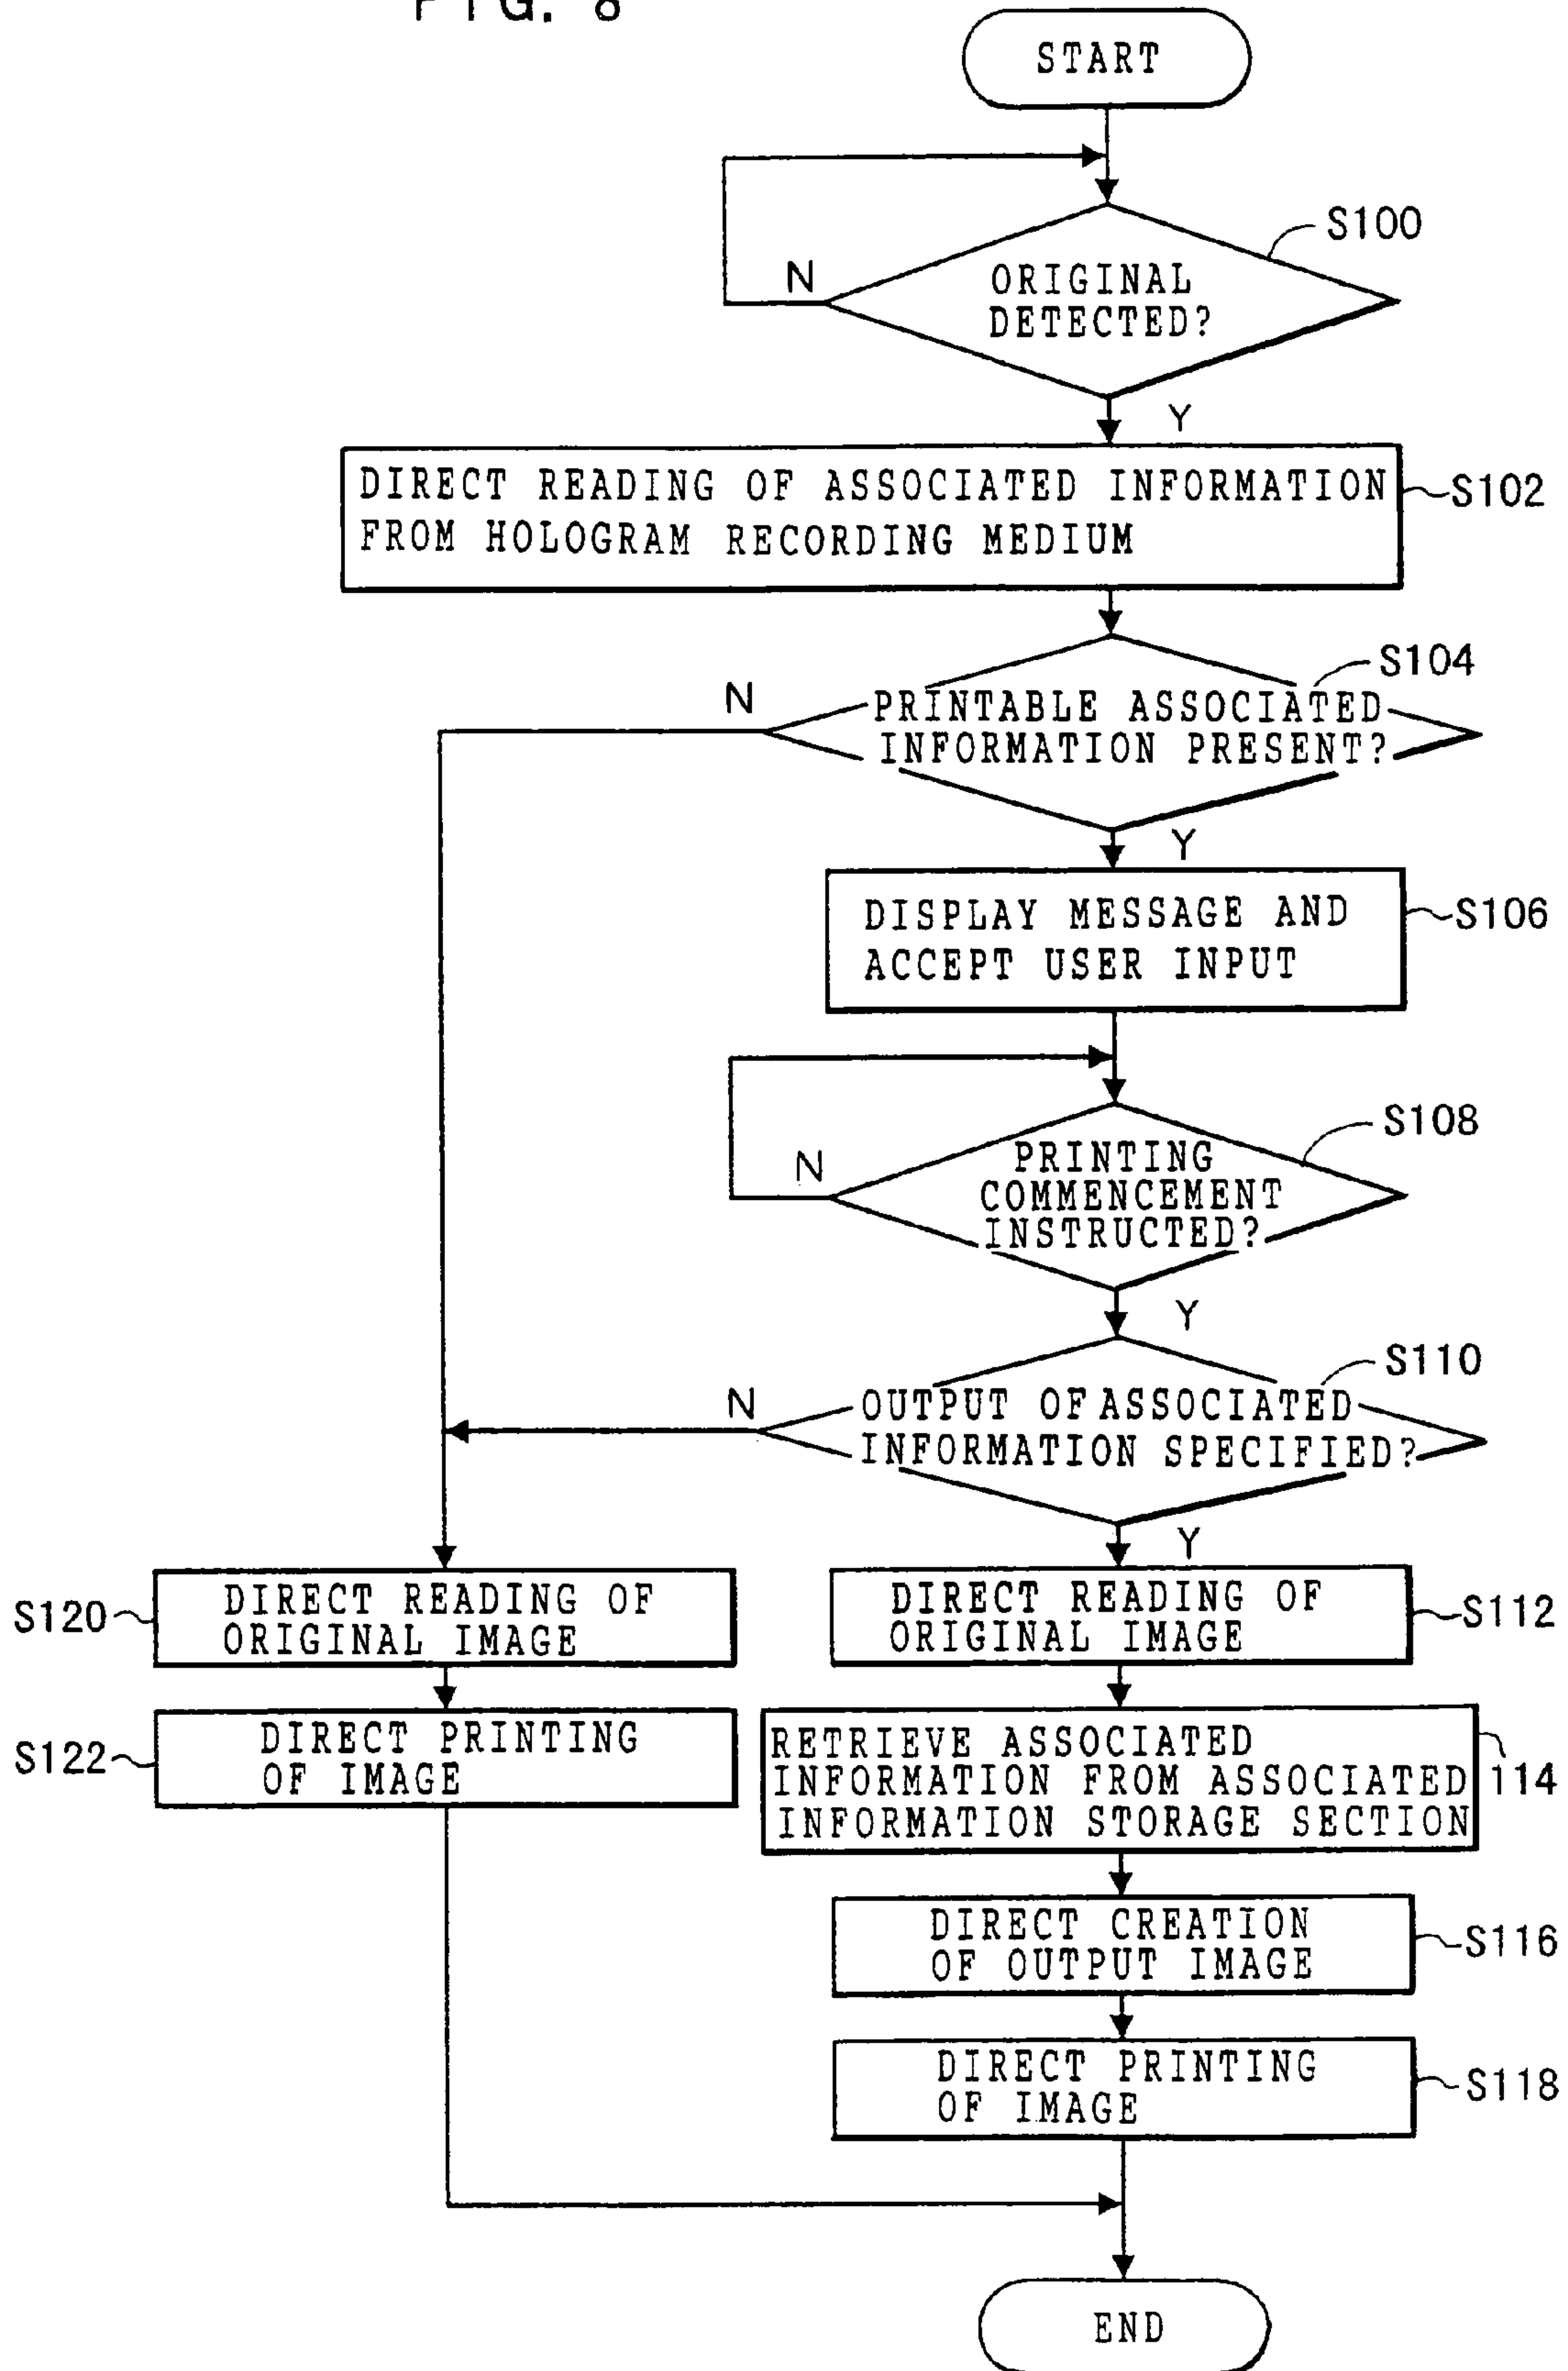 FIG. 8
START
S100
N
ORIGINAL
DETECTED?
Y
DIRECT READING OF ASSOCIATED INFORMATION
FROM HOLOGRAM RECORDING MEDIUM
S102
S104
N
PRINTABLE ASSOCIATED
INFORMATION PRESENT?
Y
DISPLAY MESSAGE AND
ACCEPT USER INPUT
S106
S108
N
PRINTING
COMMENCEMENT
INSTRUCTED?
Y
S110
N
OUTPUT OF ASSOCIATED
INFORMATION SPECIFIED?
Y
S120
DIRECT READING OF
ORIGINAL IMAGE
DIRECT READING OF
ORIGINAL IMAGE
S112
S122
DIRECT PRINTING
OF IMAGE
RETRIEVE ASSOCIATED
INFORMATION FROM ASSOCIATED
INFORMATION STORAGE SECTION
114
DIRECT CREATION
OF OUTPUT IMAGE
S116
DIRECT PRINTING
OF IMAGE
S118
END